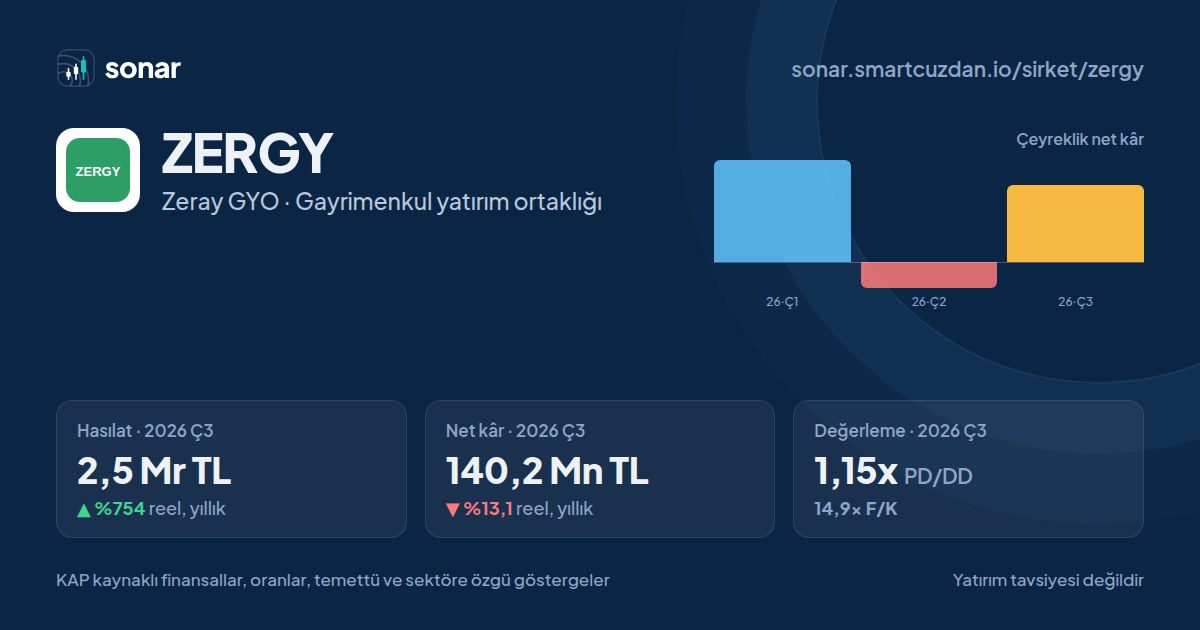 sonar
sonar.smartcuzdan.io/sirket/zergy
ZERGY
ZERGY
Zeray GYO · Gayrimenkul yatırım ortaklığı
Çeyreklik net kâr
26·Ç1
26·Ç2
26·Ç3
Hasılat · 2026 Ç3
2,5 Mr TL
▲ %754 reel, yıllık
Net kâr · 2026 Ç3
140,2 Mn TL
▼ %13,1 reel, yıllık
Değerleme · 2026 Ç3
1,15x PD/DD
14,9× F/K
KAP kaynaklı finansallar, oranlar, temettü ve sektöre özgü göstergeler
Yatırım tavsiyesi değildir